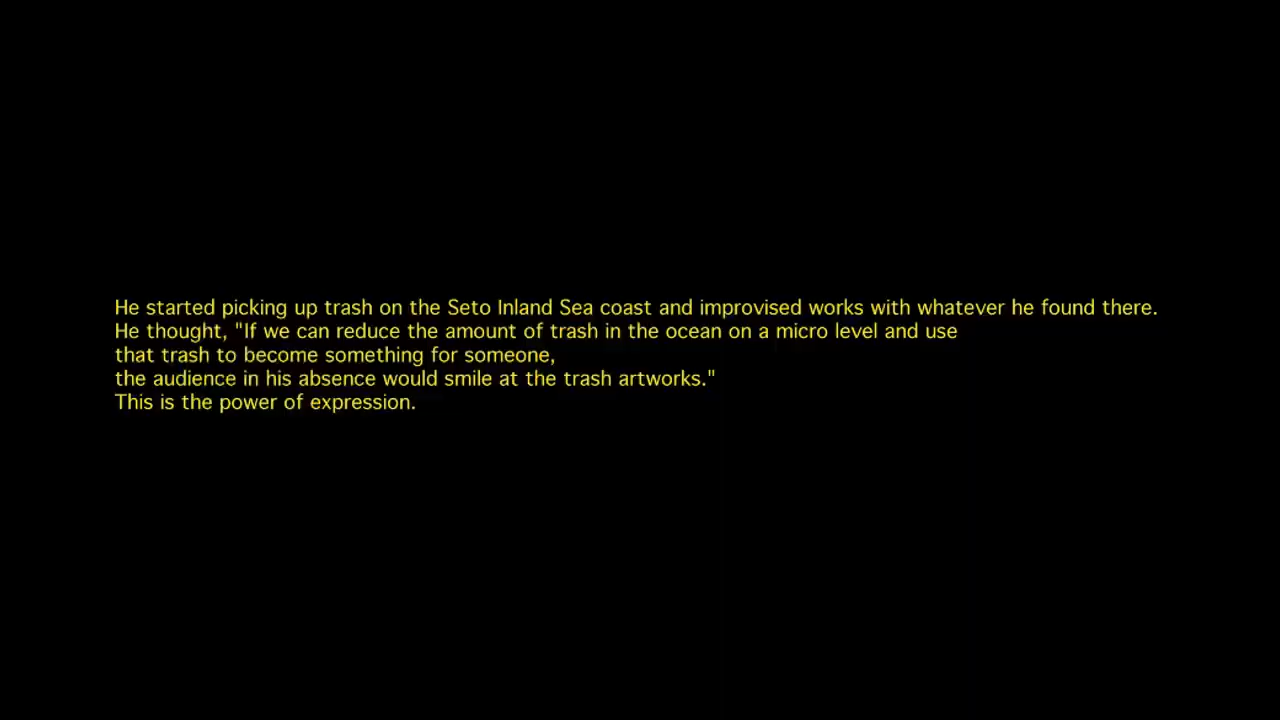 He started picking up trash on the Seto Inland Sea coast and improvised works with whatever he found there.
He thought, "If we can reduce the amount of trash in the ocean on a micro level and use
that trash to become something for someone,
the audience in his absence would smile at the trash artworks."
This is the power of expression.